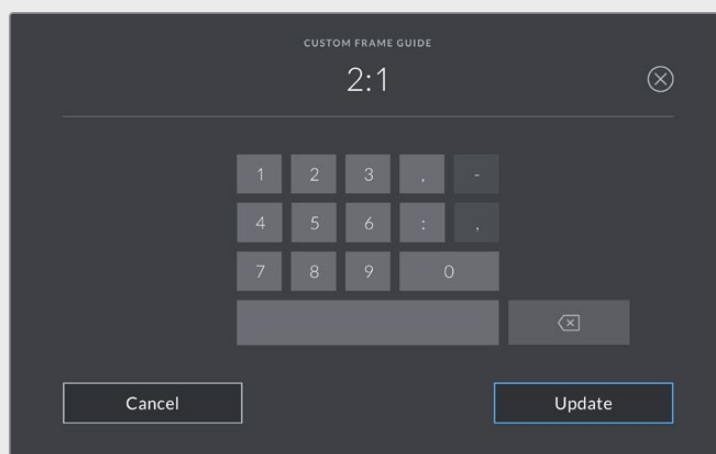 CUSTOM FRAME GUIDE
2:1
1 2 3 , -
4 5 6 : ,
7 8 9 0
Cancel Update